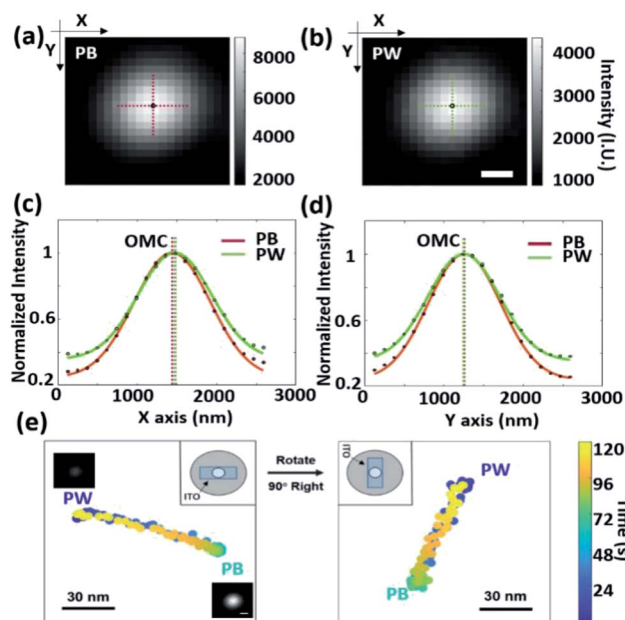 (a)
X
Y
PB
8000
6000
4000
2000
(b)
X
Y
PW
4000
3000
2000
1000
Intensity (I.U.)
(c)
OMC
PB
PW
Normalized Intensity
1
0.6
0.2
0
1000
2000
3000
X axis (nm)
(d)
OMC
PB
PW
Normalized Intensity
1
0.6
0.2
0
1000
2000
3000
Y axis (nm)
(e)
PW
PB
ITO
30 nm
Rotate
90° Right
ITO
PW
PB
30 nm
120
96
72
48
24
Time (s)